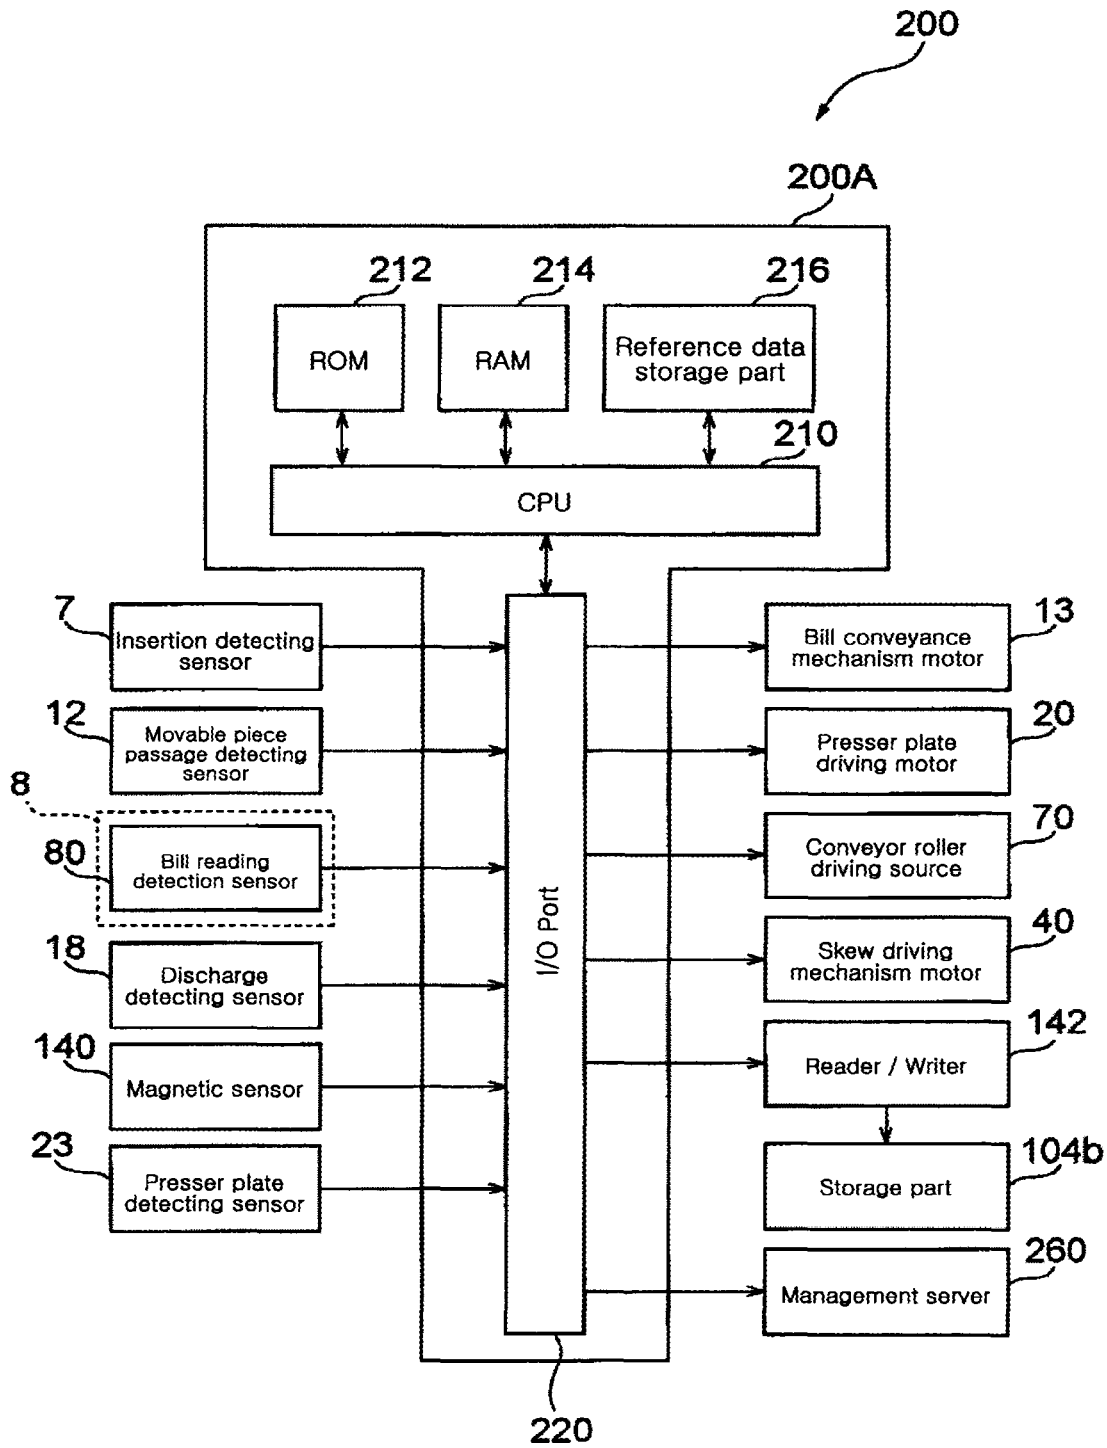 200
200A
212
214
216
ROM
RAM
Reference data
storage part
210
CPU
7
Insertion detecting
sensor
12
Movable piece
passage detecting
sensor
8
80
Bill reading
detection sensor
18
Discharge
detecting sensor
140
Magnetic sensor
23
Presser plate
detecting sensor
I/O Port
220
13
Bill conveyance
mechanism motor
20
Presser plate
driving motor
70
Conveyor roller
driving source
40
Skew driving
mechanism motor
142
Reader / Writer
104b
Storage part
260
Management server